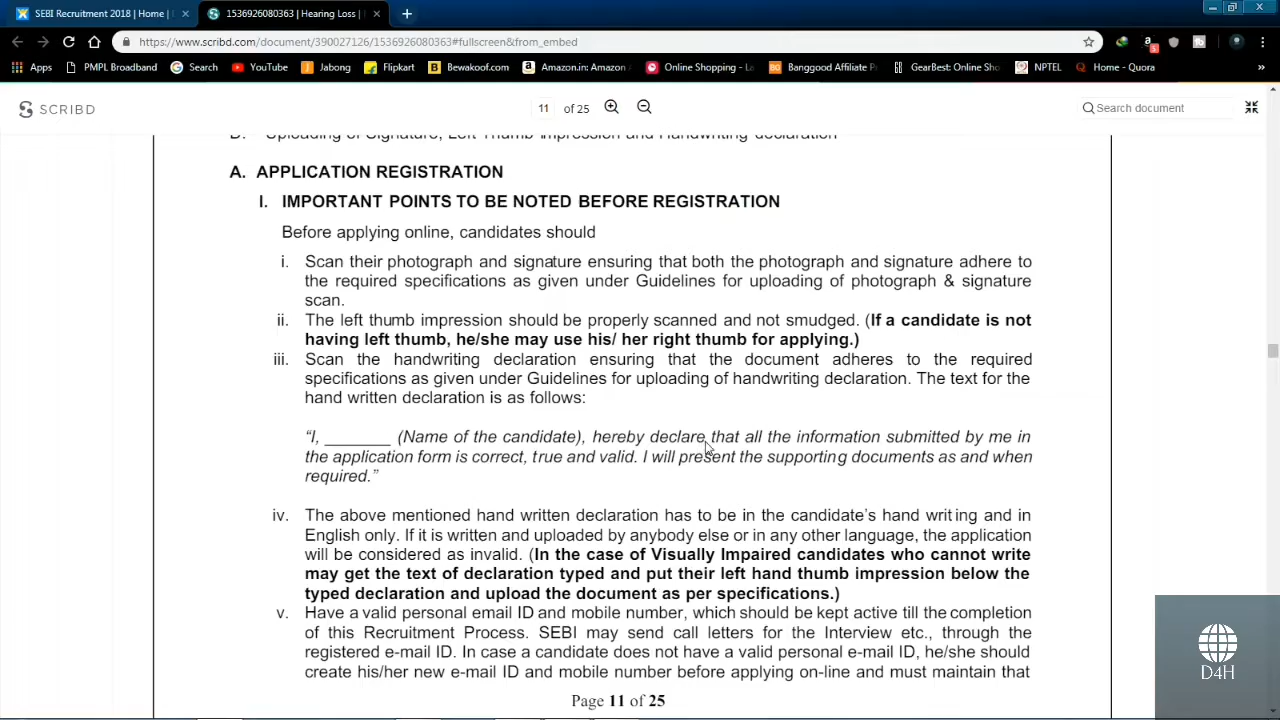 SEBI Recruitment 2018 | Home |
1536926080363 | Hearing Loss |
https://www.scribd.com/document/390027126/1536926080363#fullscreen&from_embed
Apps
PMPL Broadband
Search
YouTube
Jabong
Flipkart
Bewakoof.com
Amazon.in: Amazon
Online Shopping - La
Banggood Affiliate P
GearBest: Online Sho
NPTEL
Home - Quora
SCRIBD
11 of 25
Search document
D. Uploading of Signature, Left Thumb Impression and Handwriting declaration
A. APPLICATION REGISTRATION
I. IMPORTANT POINTS TO BE NOTED BEFORE REGISTRATION
Before applying online, candidates should
i. Scan their photograph and signature ensuring that both the photograph and signature adhere to
the required specifications as given under Guidelines for uploading of photograph & signature
scan.
ii. The left thumb impression should be properly scanned and not smudged. (If a candidate is not
having left thumb, he/she may use his/ her right thumb for applying.)
iii. Scan the handwriting declaration ensuring that the document adheres to the required
specifications as given under Guidelines for uploading of handwriting declaration. The text for the
hand written declaration is as follows:
“I, _______ (Name of the candidate), hereby declare that all the information submitted by me in
the application form is correct, true and valid. I will present the supporting documents as and when
required.”
iv. The above mentioned hand written declaration has to be in the candidate’s hand writing and in
English only. If it is written and uploaded by anybody else or in any other language, the application
will be considered as invalid. (In the case of Visually Impaired candidates who cannot write
may get the text of declaration typed and put their left hand thumb impression below the
typed declaration and upload the document as per specifications.)
v. Have a valid personal email ID and mobile number, which should be kept active till the completion
of this Recruitment Process. SEBI may send call letters for the Interview etc., through the
registered e-mail ID. In case a candidate does not have a valid personal e-mail ID, he/she should
create his/her new e-mail ID and mobile number before applying on-line and must maintain that
Page 11 of 25
D4H